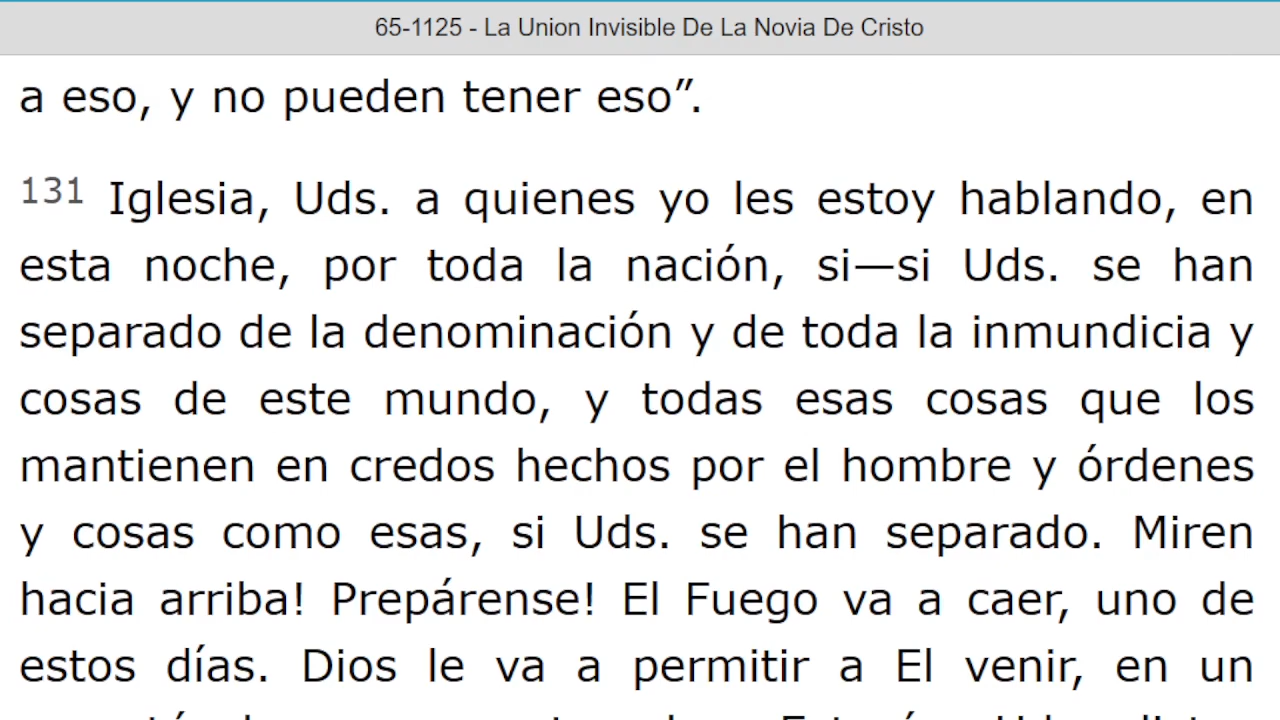 65-1125 - La Union Invisible De La Novia De Cristo
a eso, y no pueden tener eso”.
131 Iglesia, Uds. a quienes yo les estoy hablando, en
esta noche, por toda la nación, si—si Uds. se han
separado de la denominación y de toda la inmundicia y
cosas de este mundo, y todas esas cosas que los
mantienen en credos hechos por el hombre y órdenes
y cosas como esas, si Uds. se han separado. Miren
hacia arriba! Prepárense! El Fuego va a caer, uno de
estos días. Dios le va a permitir a El venir, en un